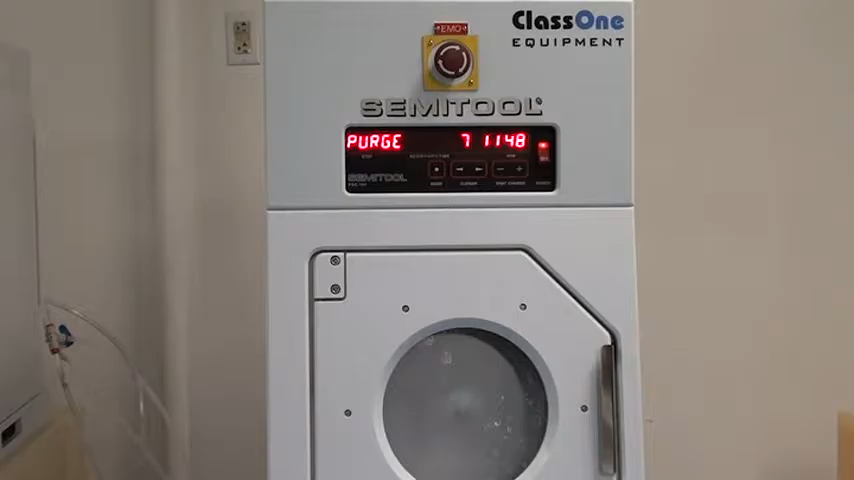 ClassOne
EQUIPMENT
EMO
SEMITOOL
PURGE 7 1148
SEMITOOL